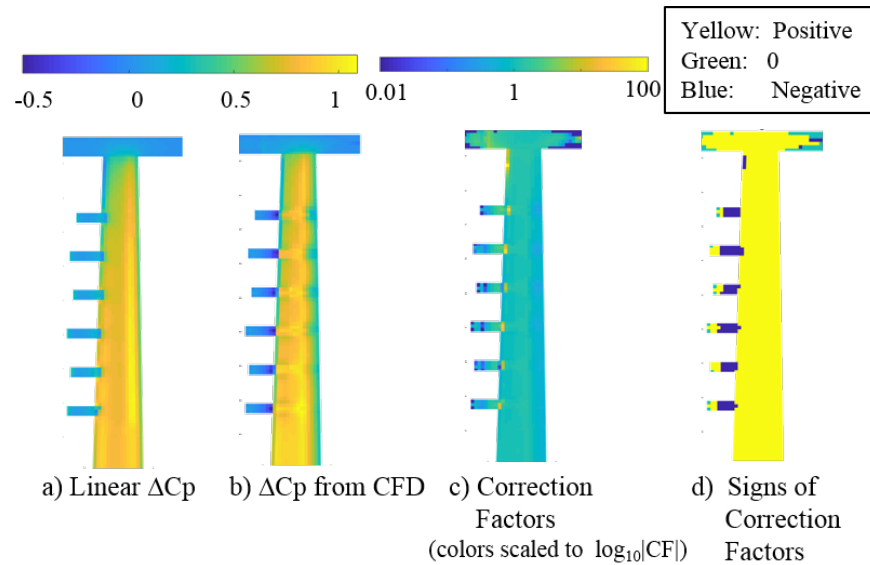 Yellow: Positive
Green: 0
Blue: Negative
-0.5 0 0.5 1
0.01 1 100
a) Linear ΔCp
b) ΔCp from CFD
c) Correction
Factors
(colors scaled to log₁₀|CF|)
d) Signs of
Correction
Factors